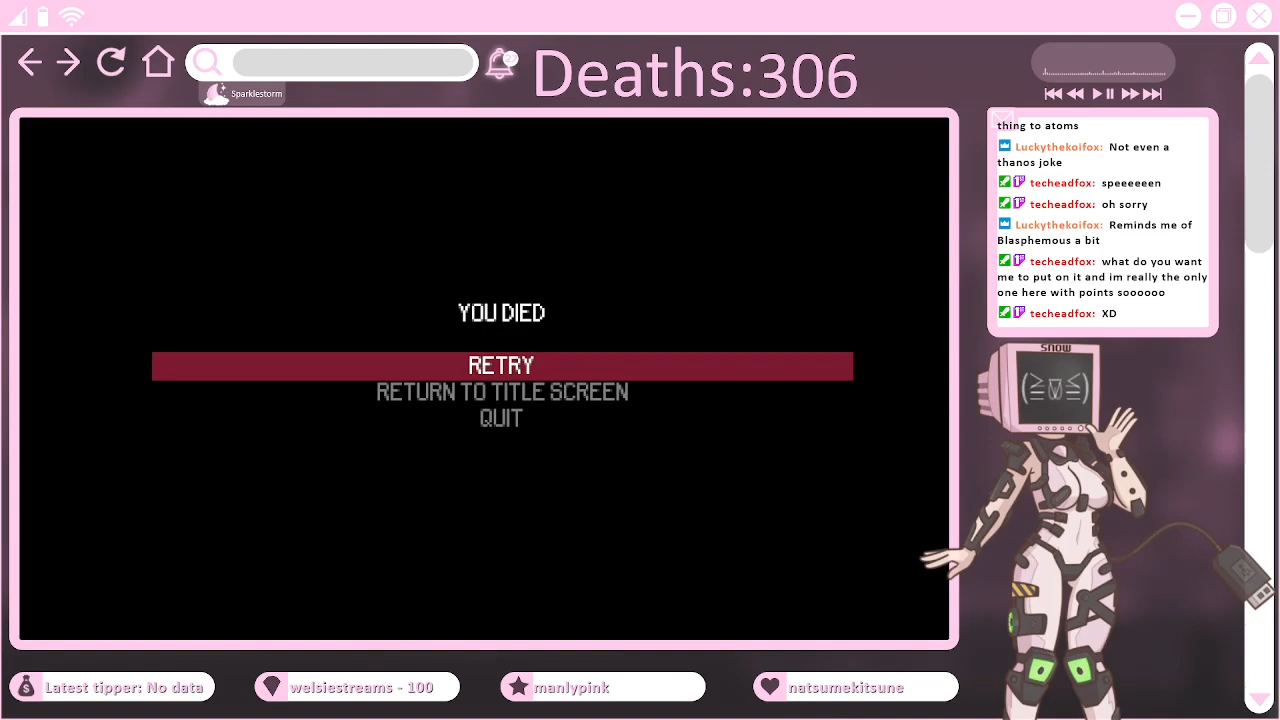 Deaths:306
2
Sparklestorm
thing to atoms
Luckythekoifox: Not even a
thanos joke
techeadfox: speeeeen
techeadfox: oh sorry
Luckythekoifox: Reminds me of
Blasphemous a bit
techeadfox: what do you want
me to put on it and im really the only
one here with points sooooo
techeadfox: XD
YOU DIED
RETRY
RETURN TO TITLE SCREEN
QUIT
SNOW
Latest tipper: No data
welsiestreams - 100
manlypink
natsumekitsune